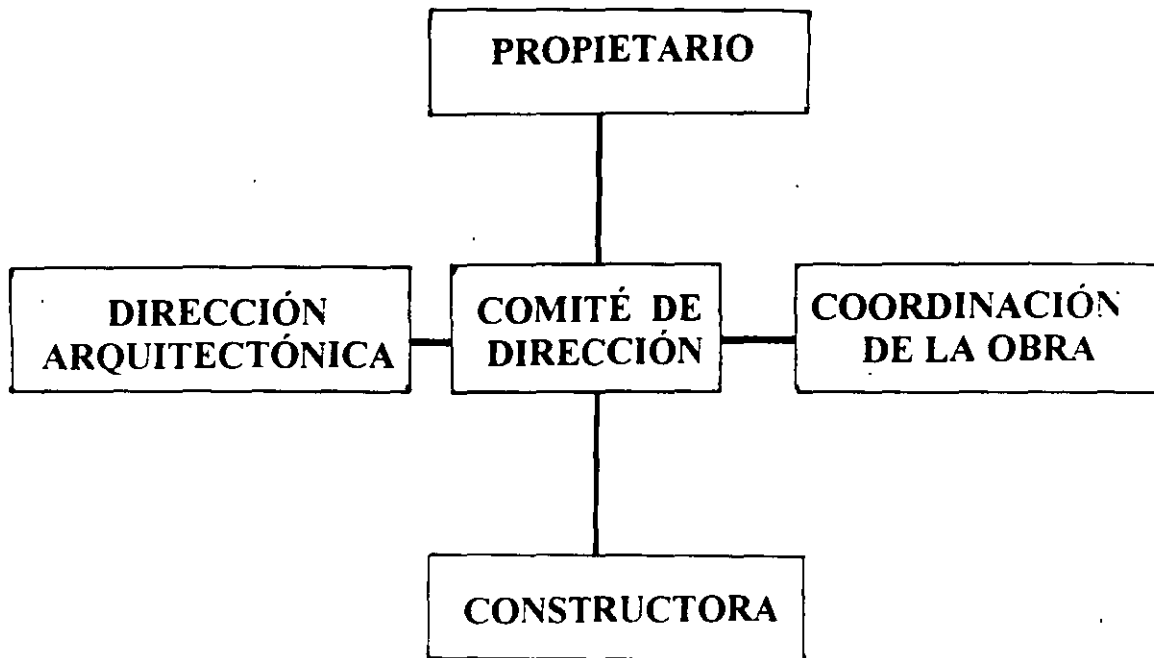 PROPIETARIO
DIRECCIÓN
ARQUITECTÓNICA
COMITÉ DE
DIRECCIÓN
COORDINACIÓN
DE LA OBRA
CONSTRUCTORA